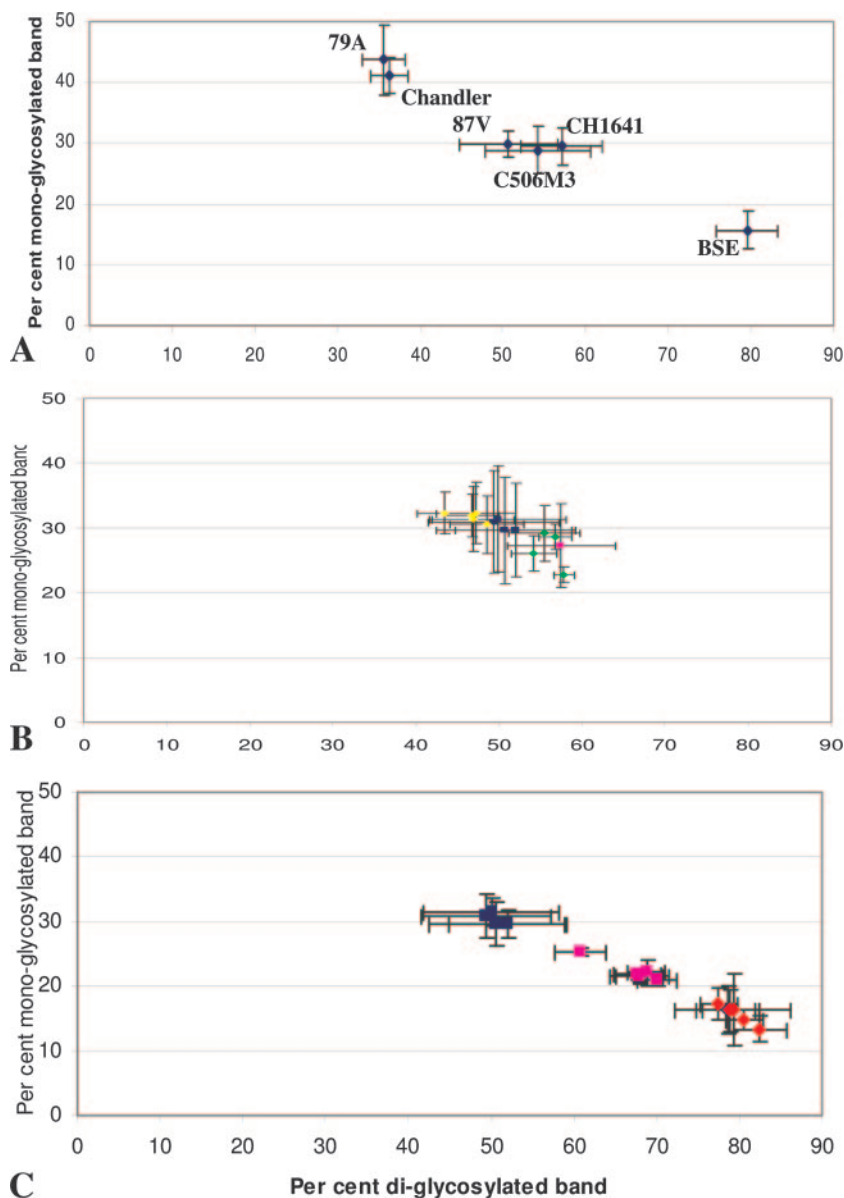 50
40
30
20
10
0
Per cent mono-glycosylated band
79A
Chandler
87V
CH1641
C506M3
BSE
A
0 10 20 30 40 50 60 70 80 90
50
40
30
20
10
0
Per cent mono-glycosylated band
B
0 10 20 30 40 50 60 70 80 90
50
40
30
20
10
0
Per cent mono-glycosylated band
C
0 10 20 30 40 50 60 70 80 90
Per cent di-glycosylated band